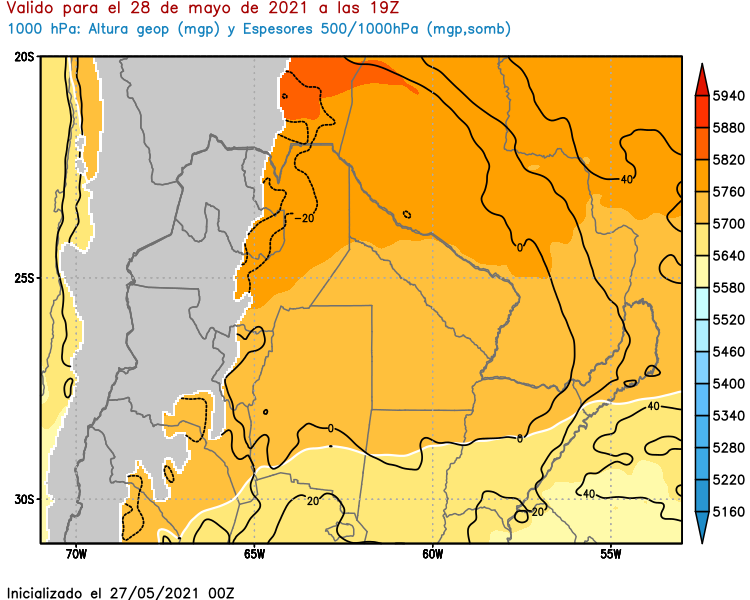 Valido para el 28 de mayo de 2021 a las 19Z
1000 hPa: Altura geop (mgp) y Espesores 500/1000hPa (mgp,somb)
20S
25S
30S
70W
65W
60W
55W
-20
0
40
0
0
40
20
20
40
5940
5880
5820
5760
5700
5640
5580
5520
5460
5400
5340
5280
5220
5160
Inicializado el 27/05/2021 00Z